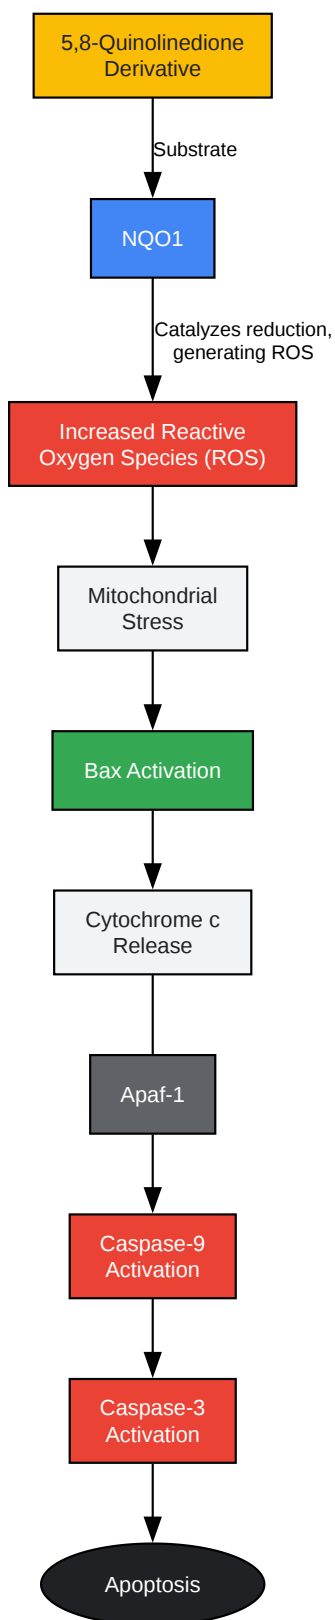 5,8-Quinolinedione
Derivative
Substrate
NQO1
Catalyzes reduction,
generating ROS
Increased Reactive
Oxygen Species (ROS)
Mitochondrial
Stress
Bax Activation
Cytochrome c
Release
Apaf-1
Caspase-9
Activation
Caspase-3
Activation
Apoptosis